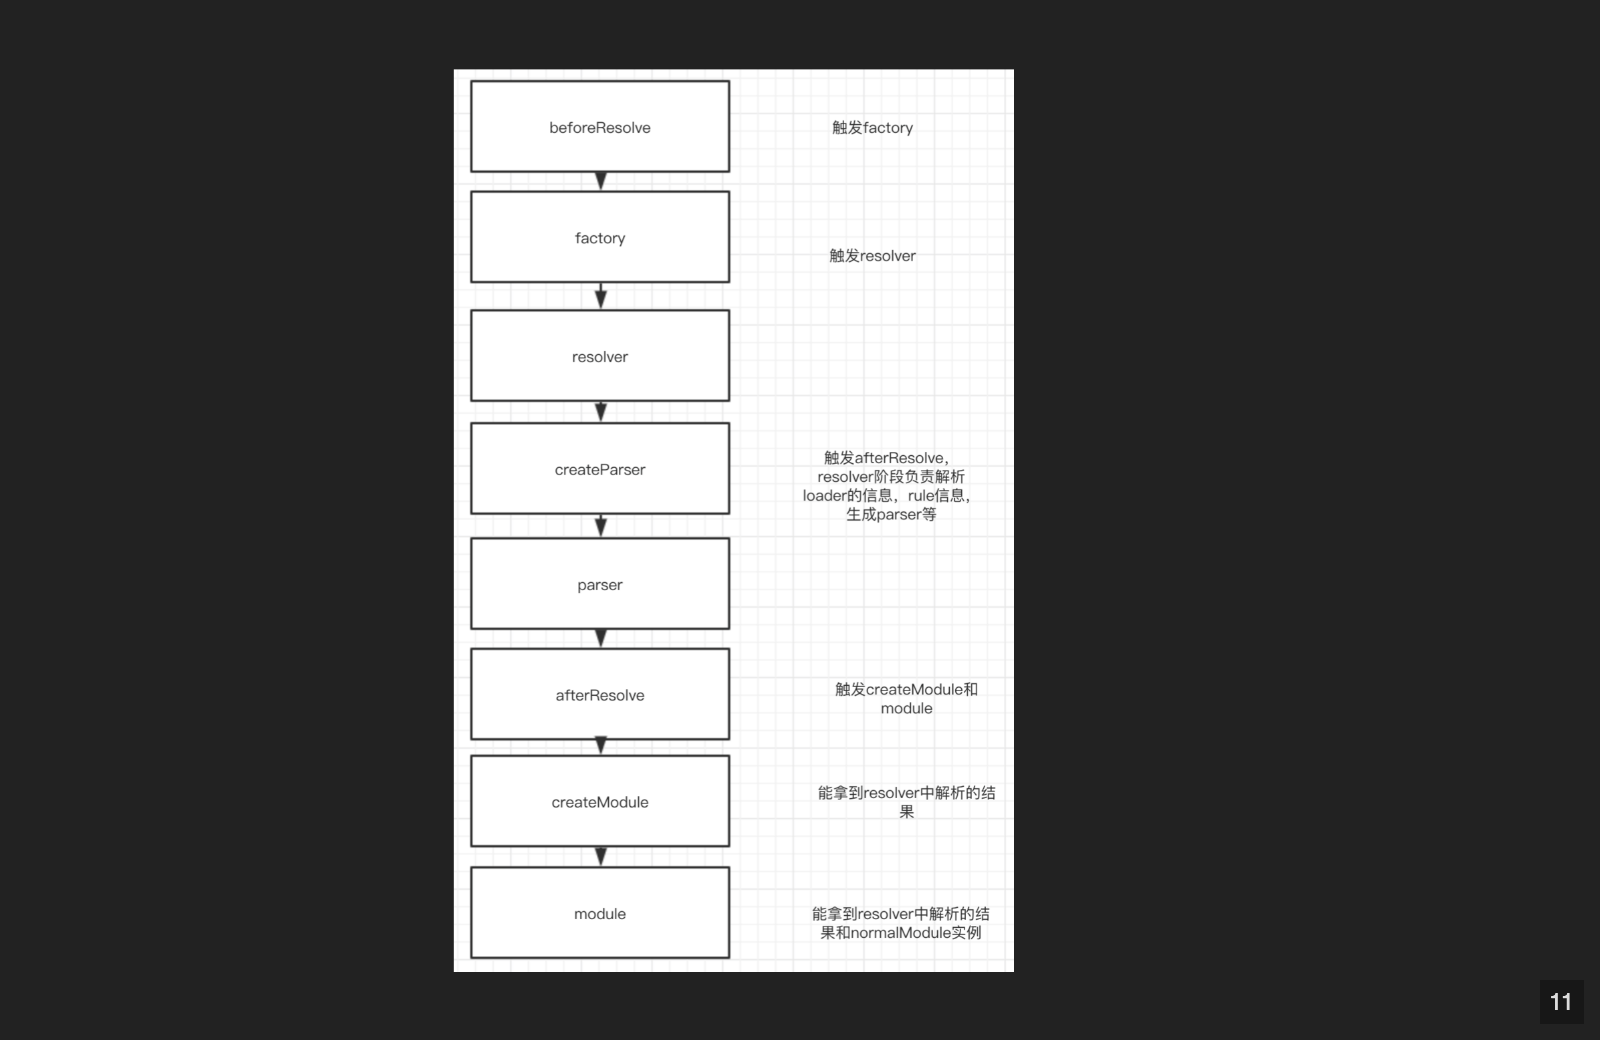 beforeResolve
触发factory
factory
触发resolver
resolver
createParser
触发afterResolve，
resolver阶段负责解析
loader的信息，rule信息，
生成parser等
parser
afterResolve
触发createModule和
module
createModule
能拿到resolver中解析的结
果
module
能拿到resolver中解析的结
果和normalModule实例
11